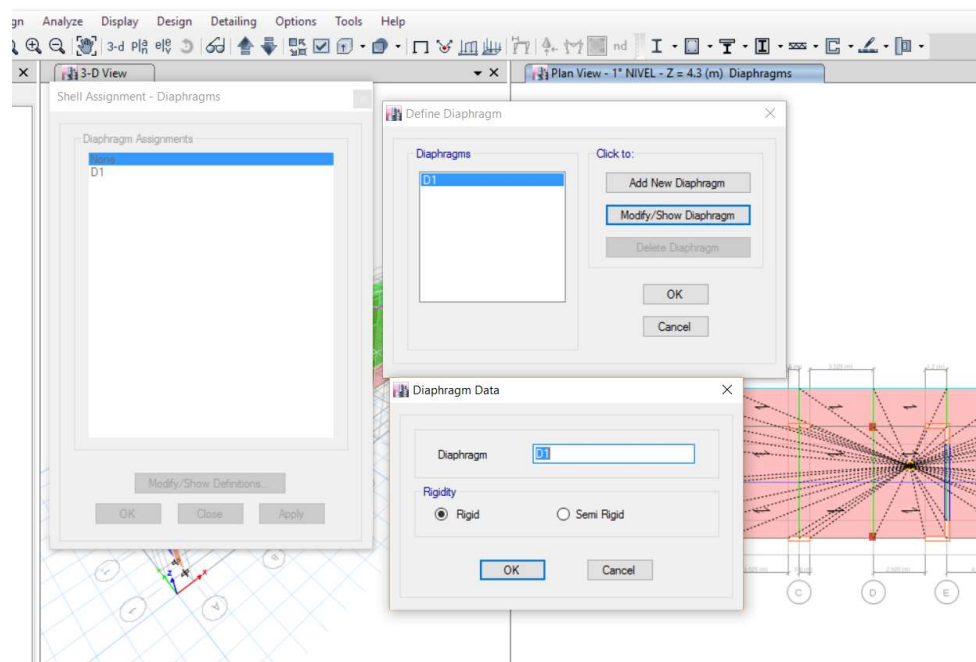 gn Analyze Display Design Detailing Options Tools Help
3-d
nd
3-D View
Plan View - 1° NIVEL - Z = 4.3 (m) Diaphragms
Shell Assignment - Diaphragms
Diaphragm Assignments
None
D1
Modify/Show Definitions...
OK Close Apply
Define Diaphragm
Diaphragms
D1
Click to:
Add New Diaphragm
Modify/Show Diaphragm
Delete Diaphragm
OK
Cancel
Diaphragm Data
Diaphragm D1
Rigidity
Rigid Semi Rigid
OK Cancel
C D E
Z X
A